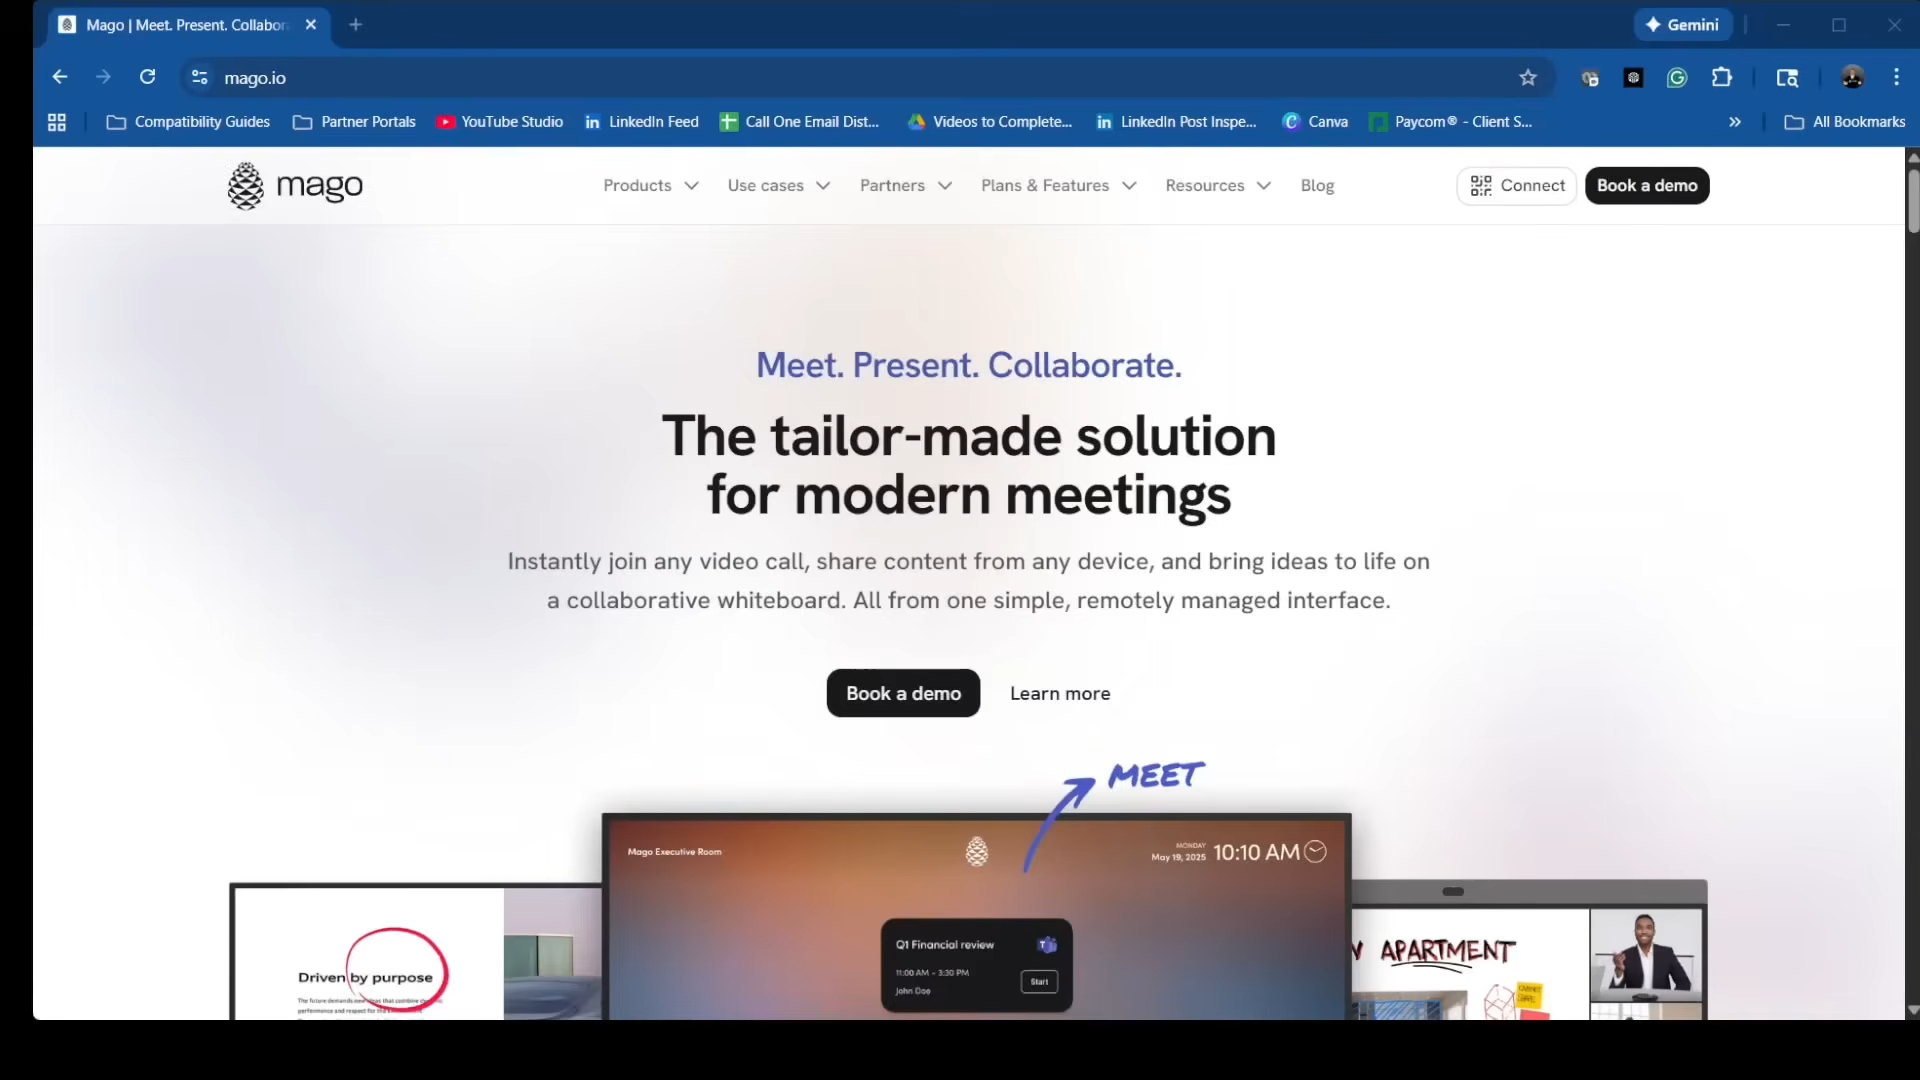 Mago | Meet. Present. Collabor
Gemini
mago.io
Compatibility Guides
Partner Portals
YouTube Studio
LinkedIn Feed
Call One Email Dist...
Videos to Complete...
LinkedIn Post Inspe...
Canva
Paycom® - Client S...
All Bookmarks
mago
Products
Use cases
Partners
Plans & Features
Resources
Blog
Connect
Book a demo
Meet. Present. Collaborate.
The tailor-made solution
for modern meetings
Instantly join any video call, share content from any device, and bring ideas to life on
a collaborative whiteboard. All from one simple, remotely managed interface.
Book a demo
Learn more
MEET
Mago Executive Room
MONDAY
May 19, 2025
10:10 AM
Q1 Financial review
11:00 AM – 3:30 PM
John Doe
Start
Driven by purpose
APARTMENT